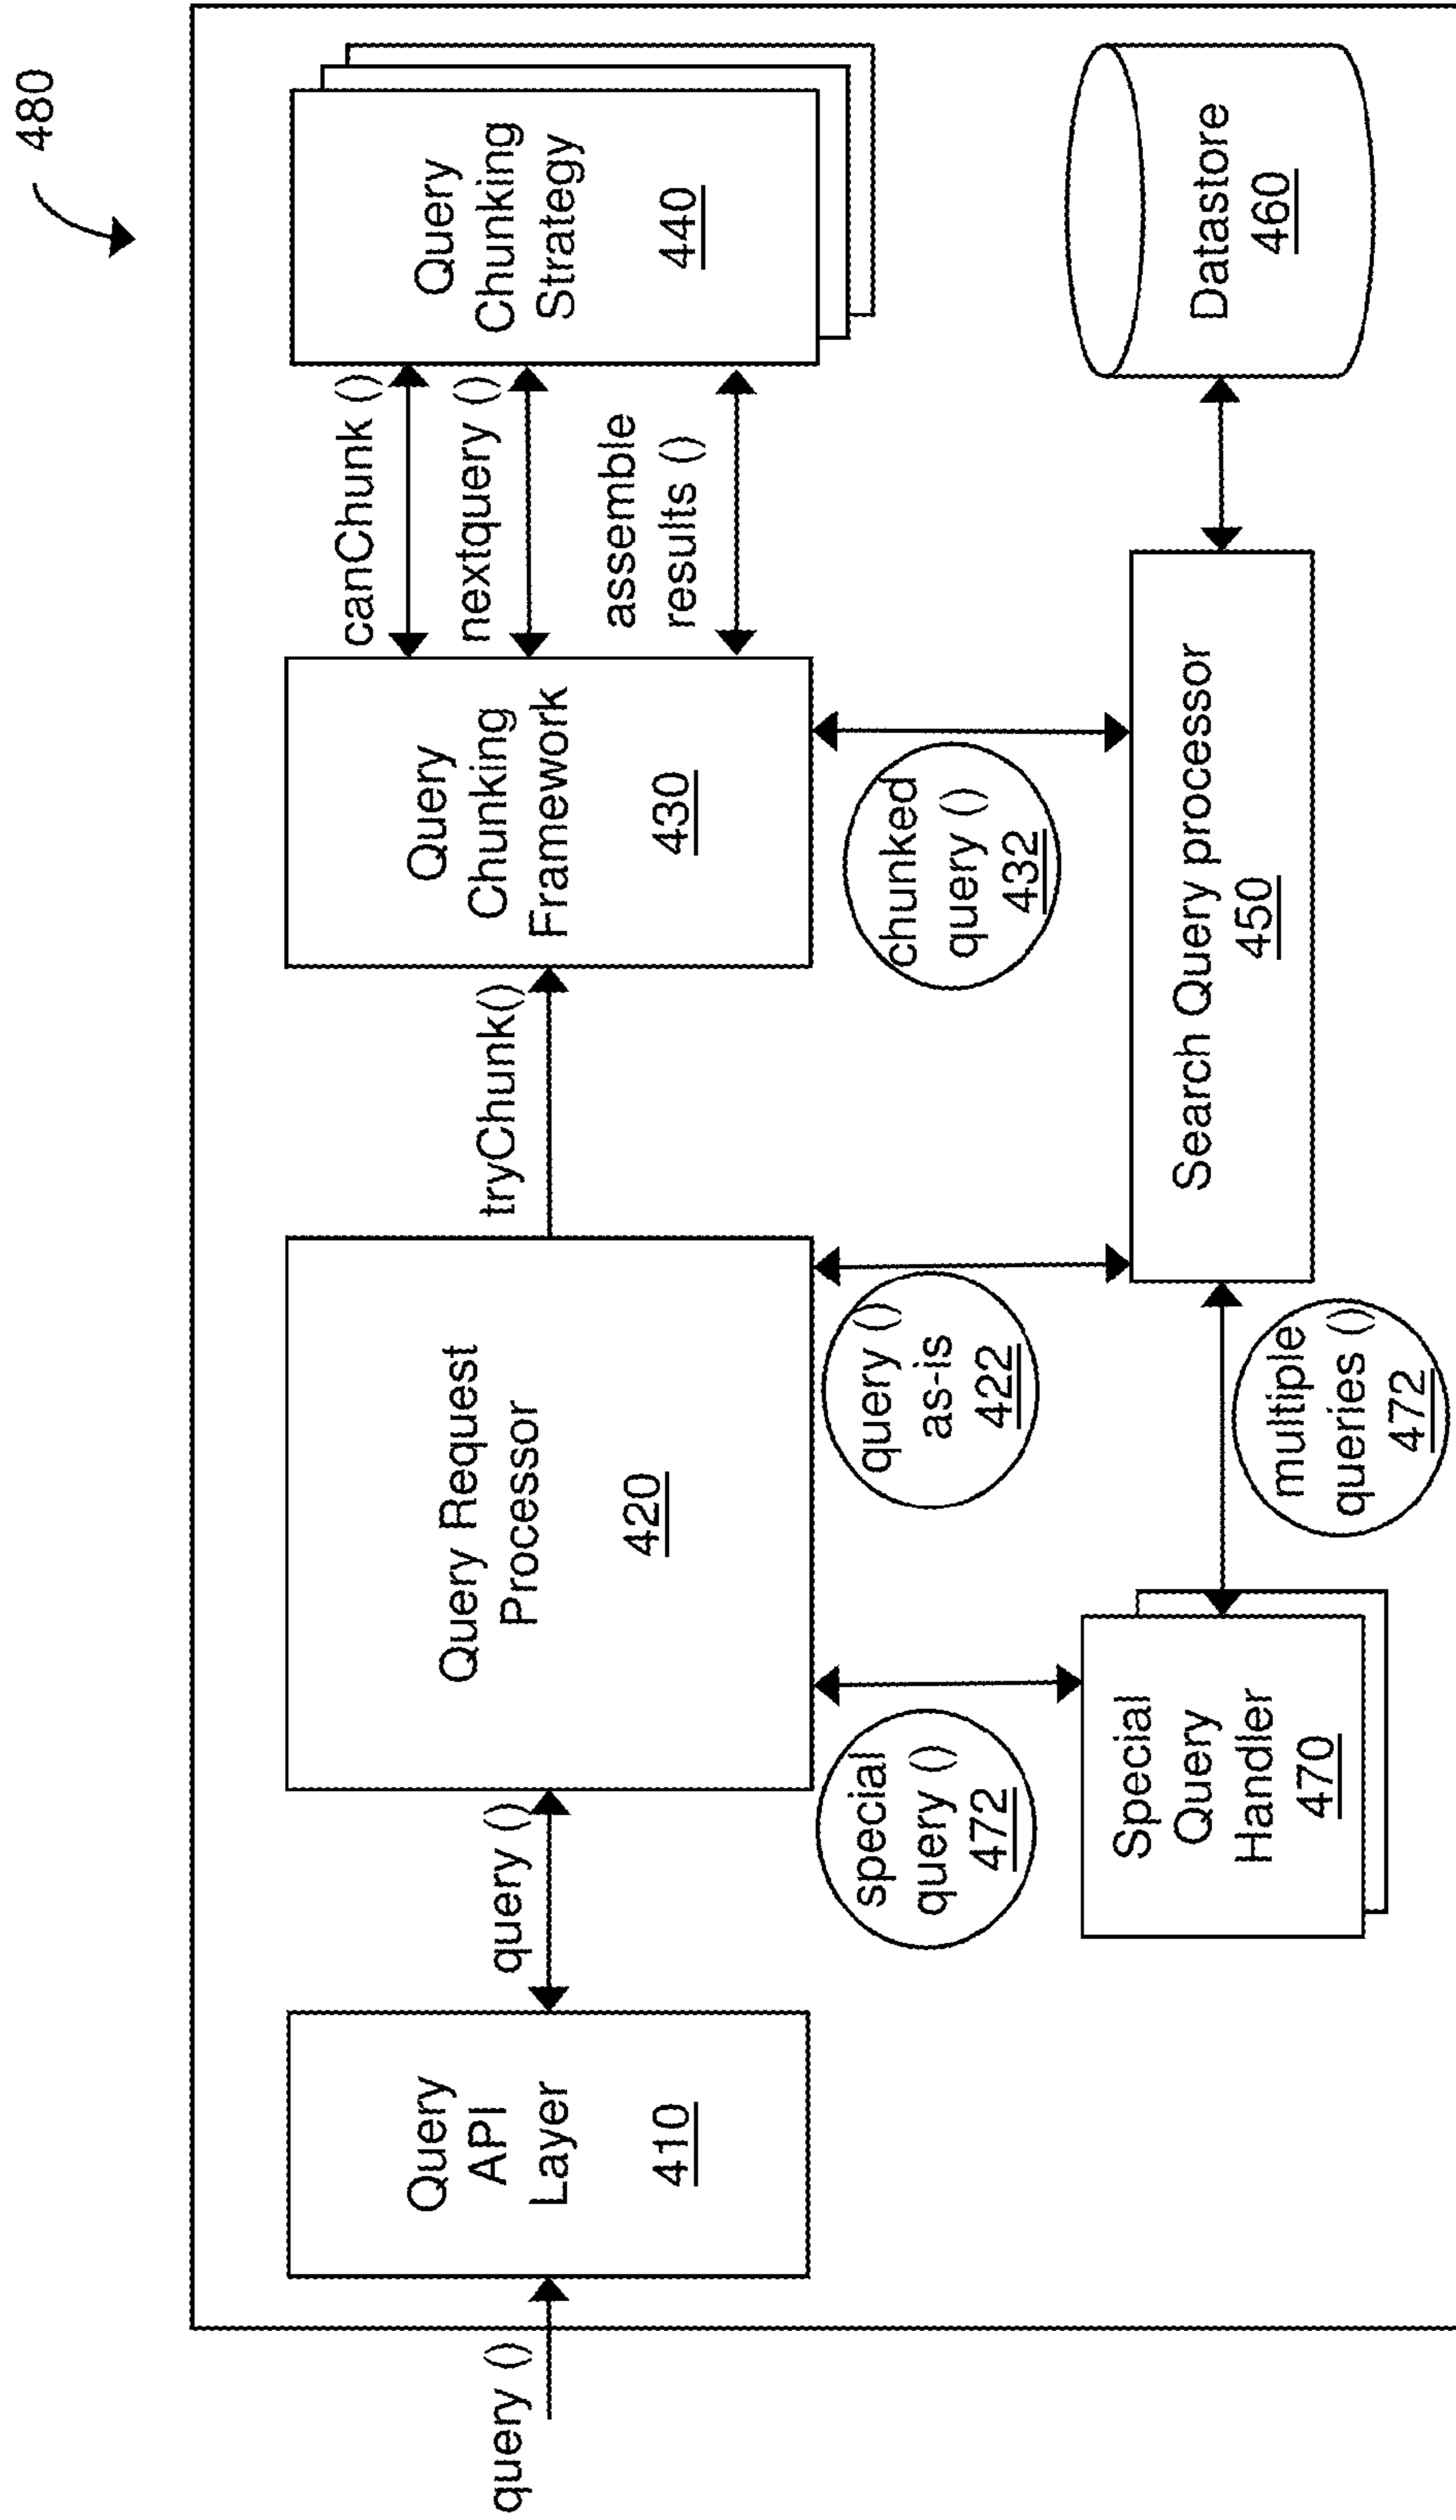 480
query ()
Query
API
Layer
410
query ()
Query Request
Processor
420
tryChunk()
Query
Chunking
Framework
430
canChunk ()
nextquery ()
assemble
results ()
Query
Chunking
Strategy
440
special
query ()
472
query ()
as-is
422
chunked
query ()
432
Special
Query
Handler
470
multiple
queries ()
472
Search Query processor
450
Datastore
460